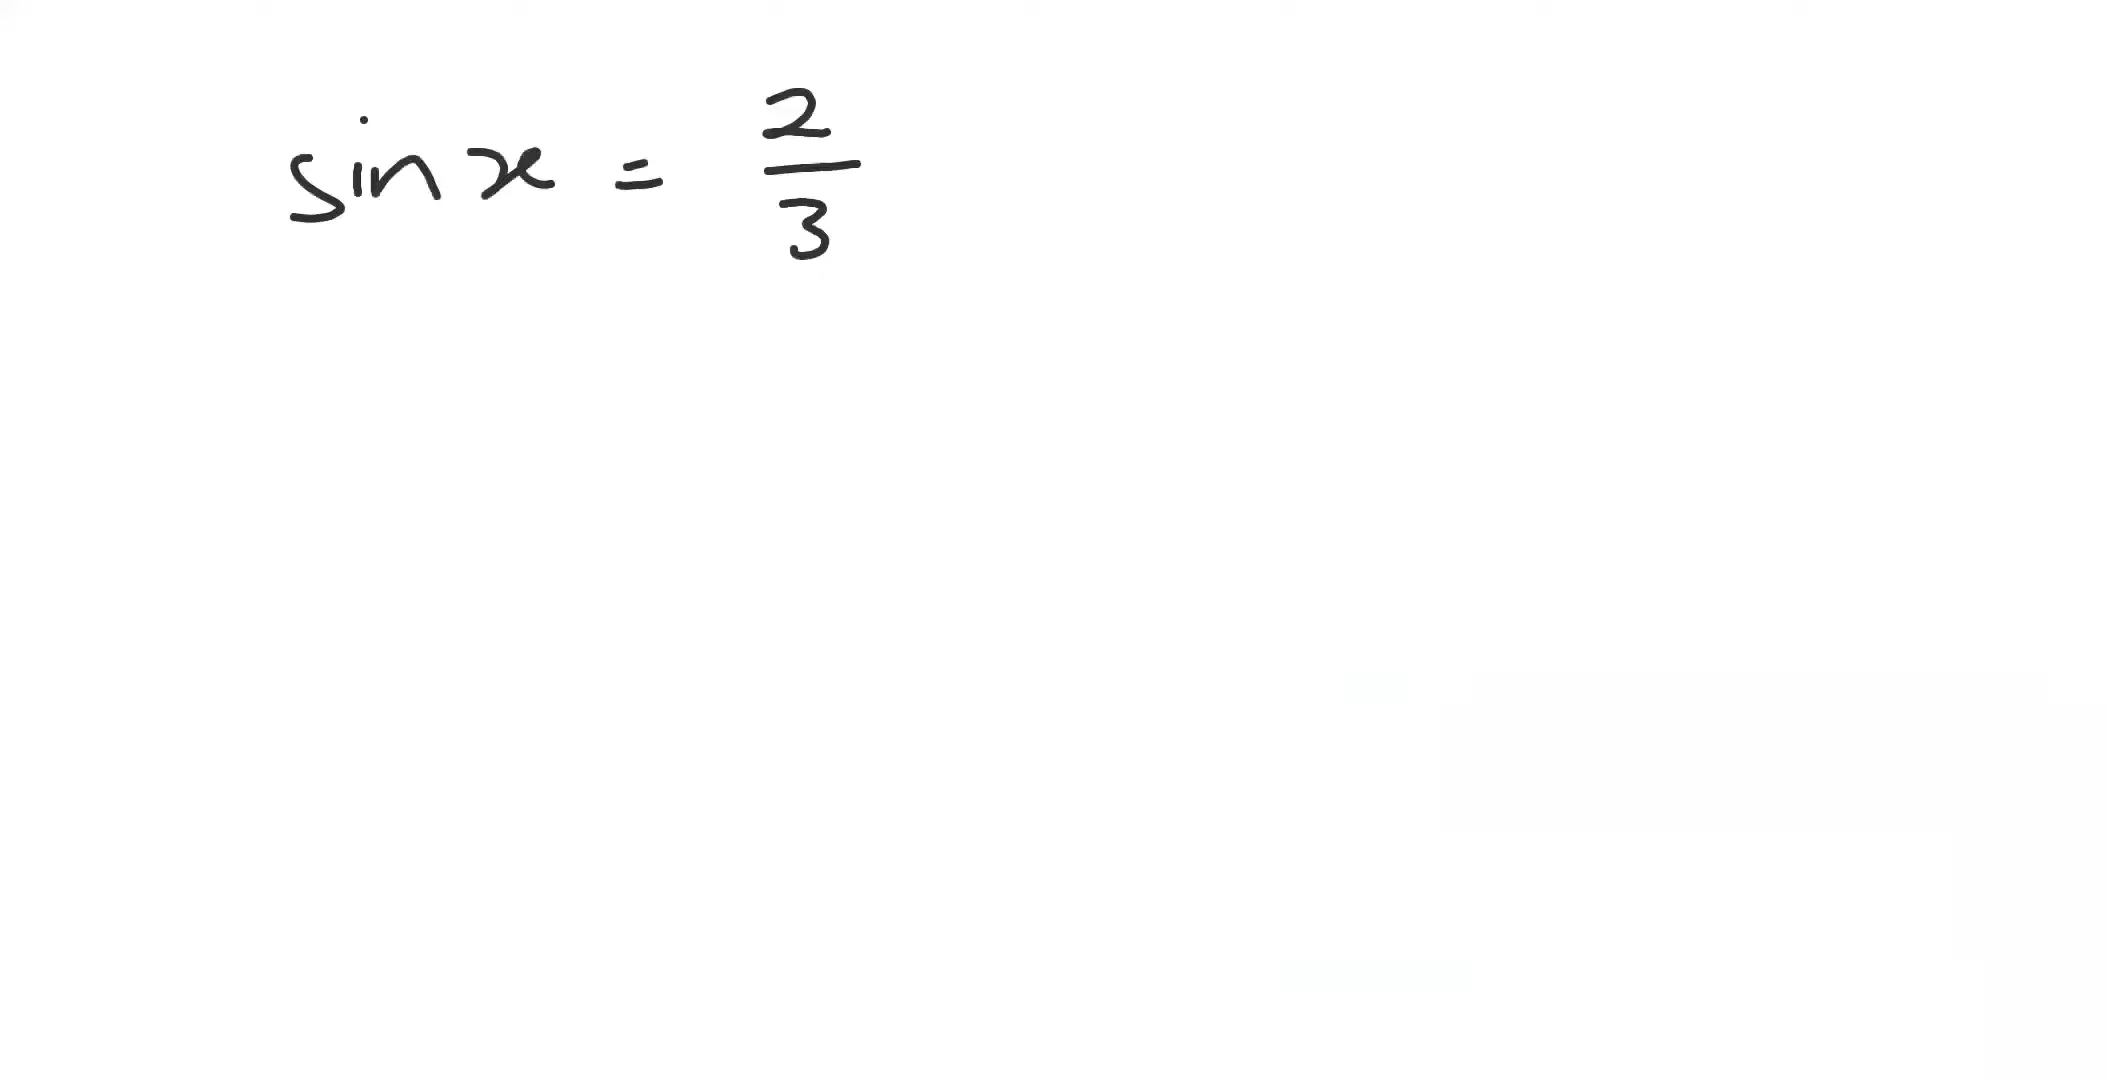 sin x = 2/3